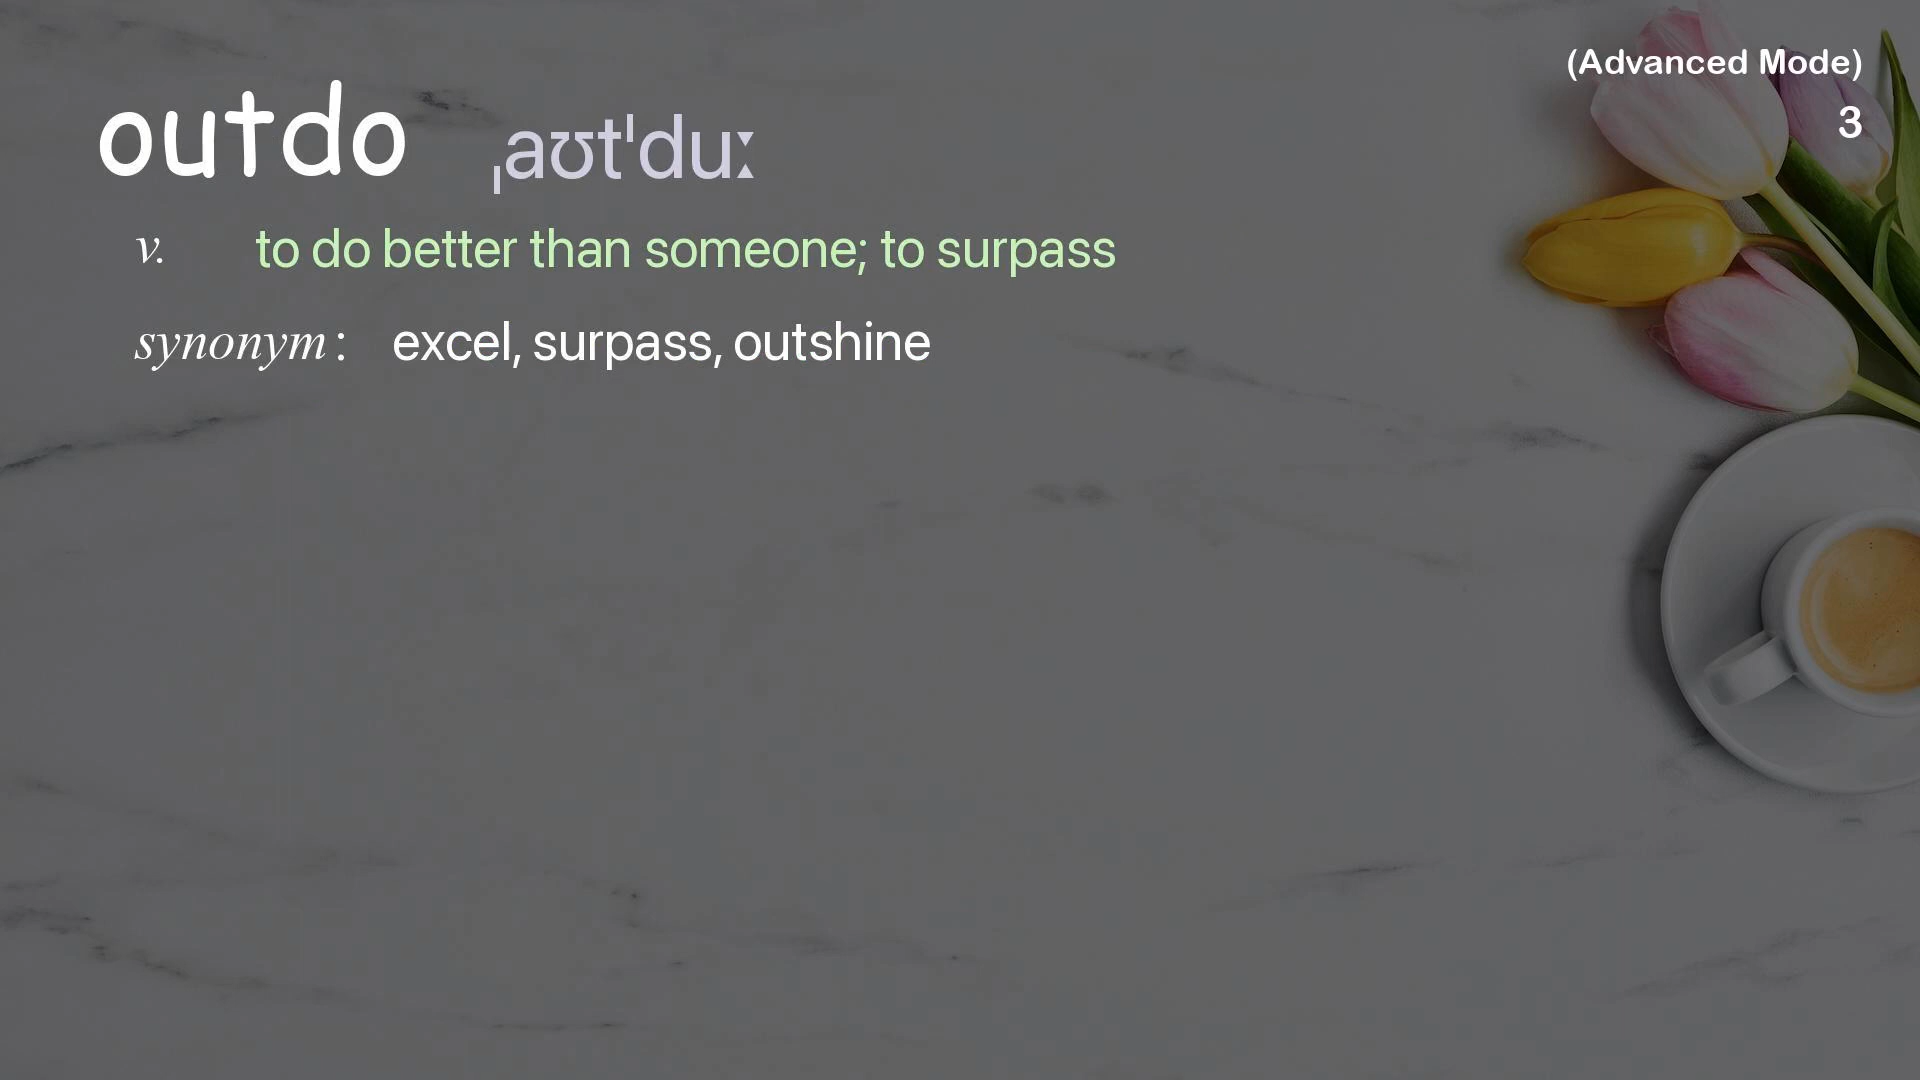 (Advanced Mode)
outdo ˌaʊtˈduː
3
v. to do better than someone; to surpass
synonym: excel, surpass, outshine